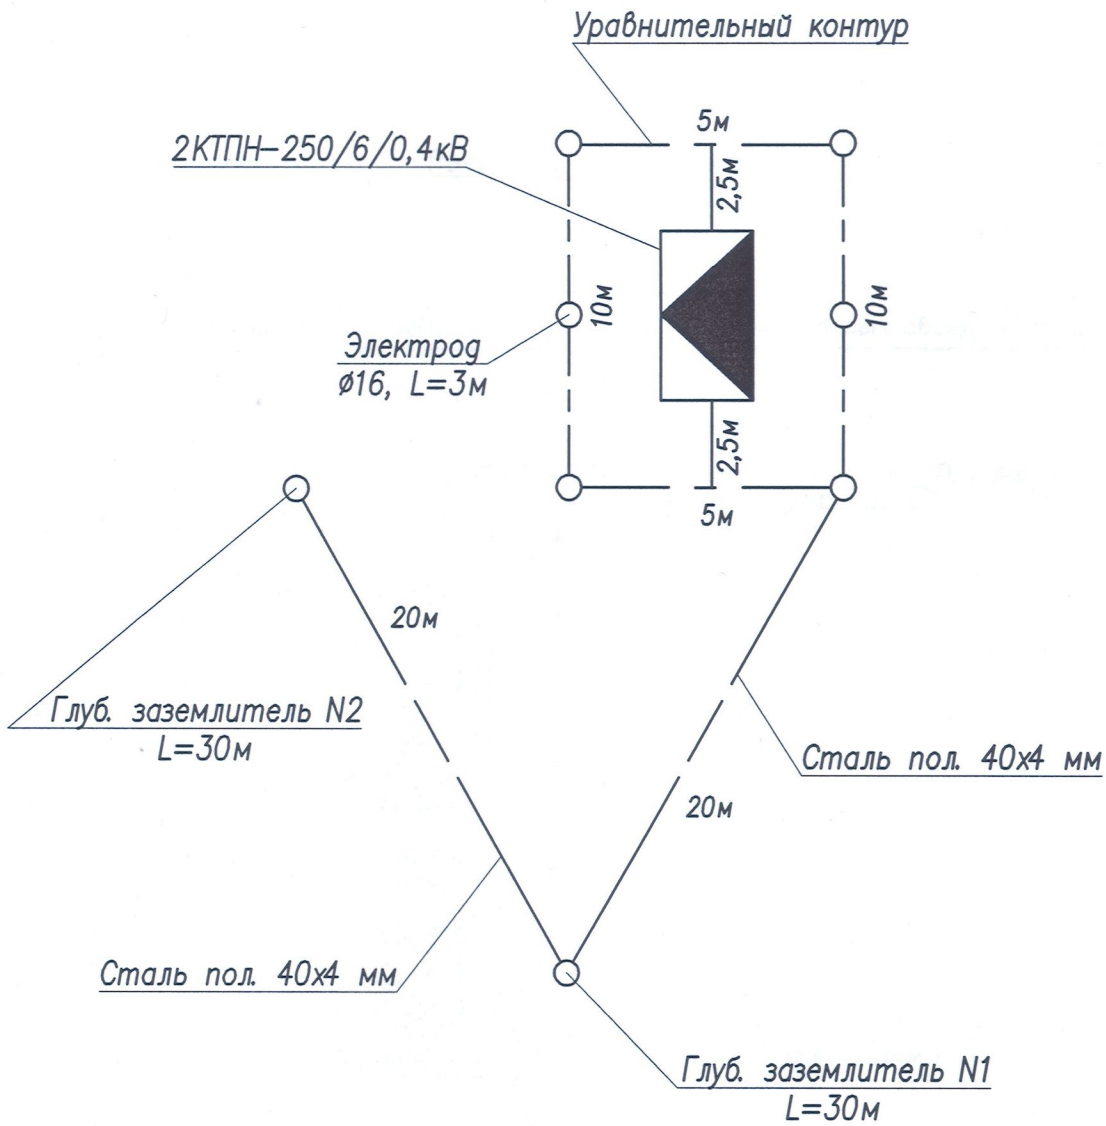 Уравнительный контур
5м
2КТПН-250/6/0,4кВ
2,5м
10м
10м
Электрод
ø16, L=3м
2,5м
5м
20м
Глуб. заземлитель N2
L=30м
Сталь пол. 40х4 мм
20м
Сталь пол. 40х4 мм
Глуб. заземлитель N1
L=30м